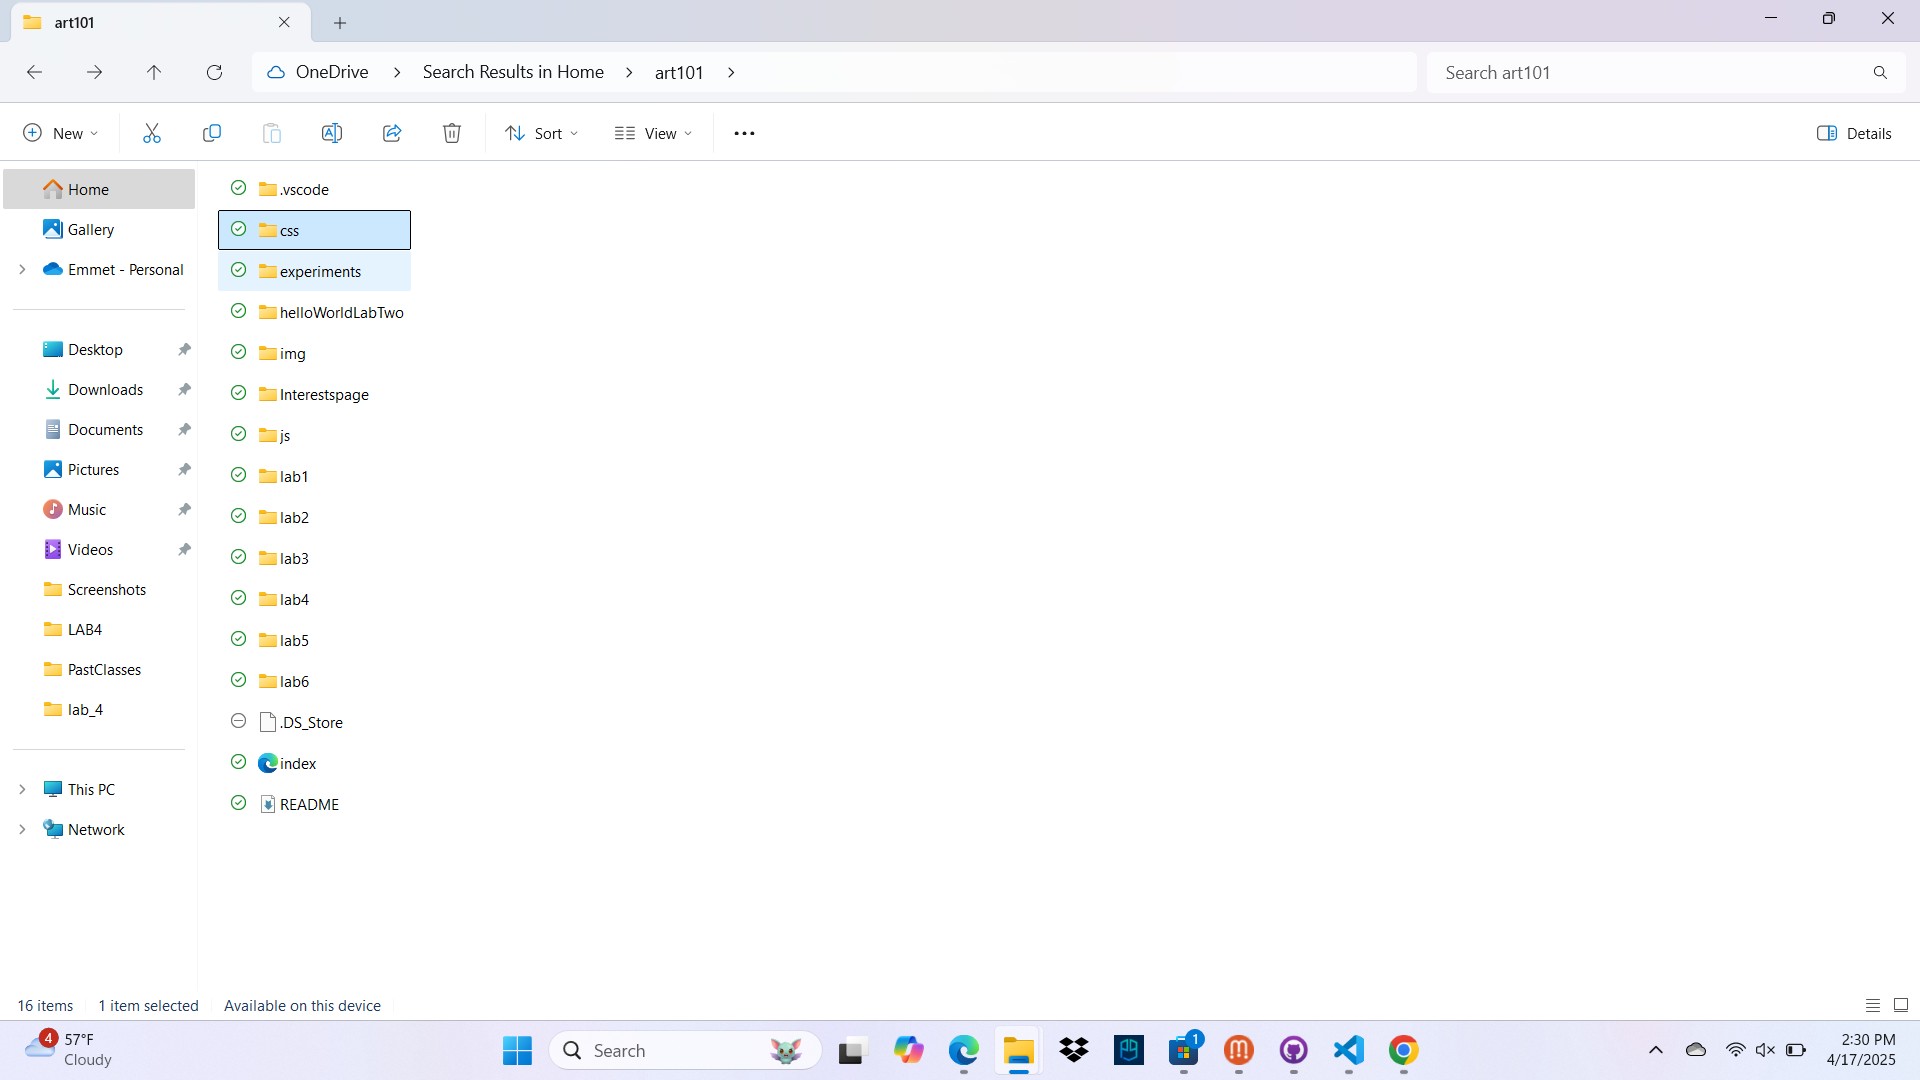 art101
OneDrive > Search Results in Home > art101 >
Search art101
New
Sort
View
Details
Home
Gallery
Emmet - Personal
Desktop
Downloads
Documents
Pictures
Music
Videos
Screenshots
LAB4
PastClasses
lab_4
This PC
Network
.vscode
css
experiments
helloWorldLabTwo
img
Interestspage
js
lab1
lab2
lab3
lab4
lab5
lab6
.DS_Store
index
README
16 items
1 item selected
Available on this device
4
57°F
Cloudy
Search
1
2:30 PM
4/17/2025